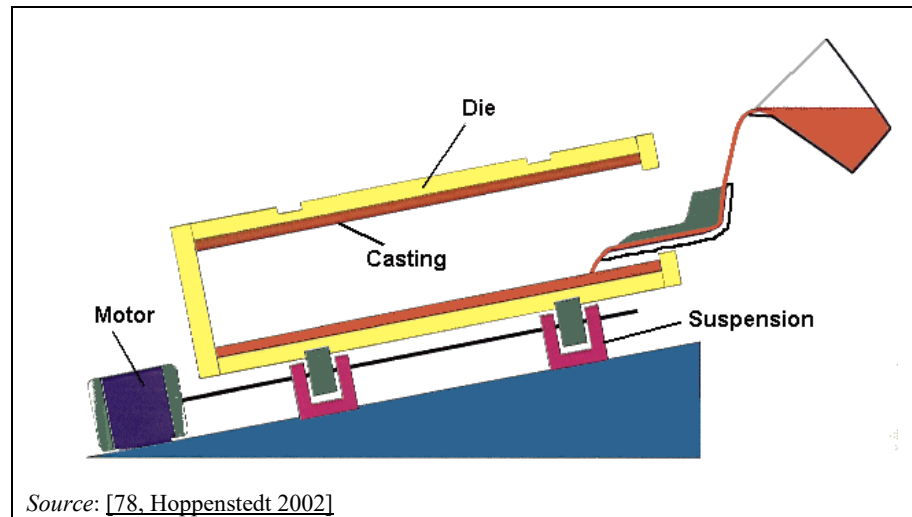 Die
Casting
Motor
Suspension
Source: [78, Hoppenstedt 2002]